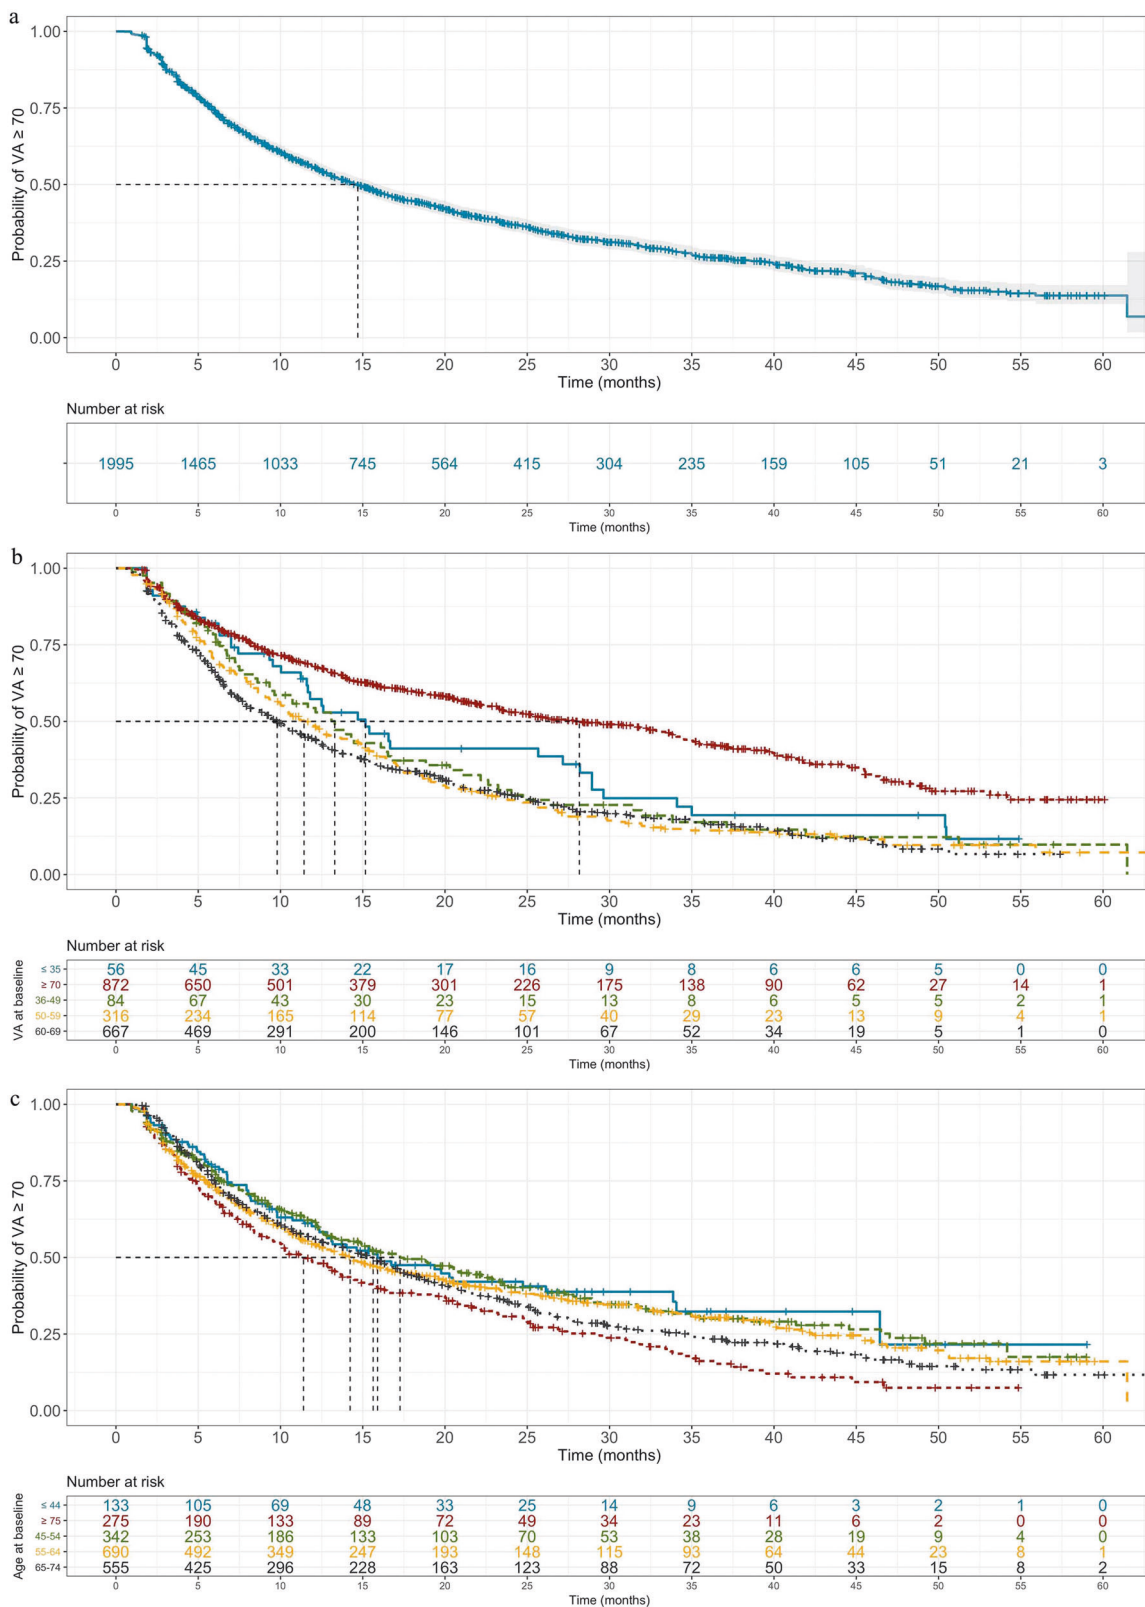 a
Probability of VA ≥ 70
1.00
0.75
0.50
0.25
0.00
0 5 10 15 20 25 30 35 40 45 50 55 60
Time (months)
Number at risk
1995 1465 1033 745 564 415 304 235 159 105 51 21 3
0 5 10 15 20 25 30 35 40 45 50 55 60
Time (months)
b
Probability of VA ≥ 70
1.00
0.75
0.50
0.25
0.00
0 5 10 15 20 25 30 35 40 45 50 55 60
Time (months)
Number at risk
VA at baseline
≤ 35 56 45 33 22 17 16 9 8 6 6 5 0 0
≥ 70 872 650 501 379 301 226 175 138 90 62 27 14 1
36-49 84 67 43 30 23 15 13 8 6 5 5 2 1
50-59 316 234 165 114 77 57 40 29 23 13 9 4 1
60-69 667 469 291 200 146 101 67 52 34 19 5 1 0
0 5 10 15 20 25 30 35 40 45 50 55 60
Time (months)
c
Probability of VA ≥ 70
1.00
0.75
0.50
0.25
0.00
0 5 10 15 20 25 30 35 40 45 50 55 60
Time (months)
Number at risk
Age at baseline
≤ 44 133 105 69 48 33 25 14 9 6 3 2 1 0
≥ 75 275 190 133 89 72 49 34 23 11 6 2 0 0
45-54 342 253 186 133 103 70 53 38 28 19 9 4 0
55-64 690 492 349 247 193 148 115 93 64 44 23 8 1
65-74 555 425 296 228 163 123 88 72 50 33 15 8 2
0 5 10 15 20 25 30 35 40 45 50 55 60
Time (months)